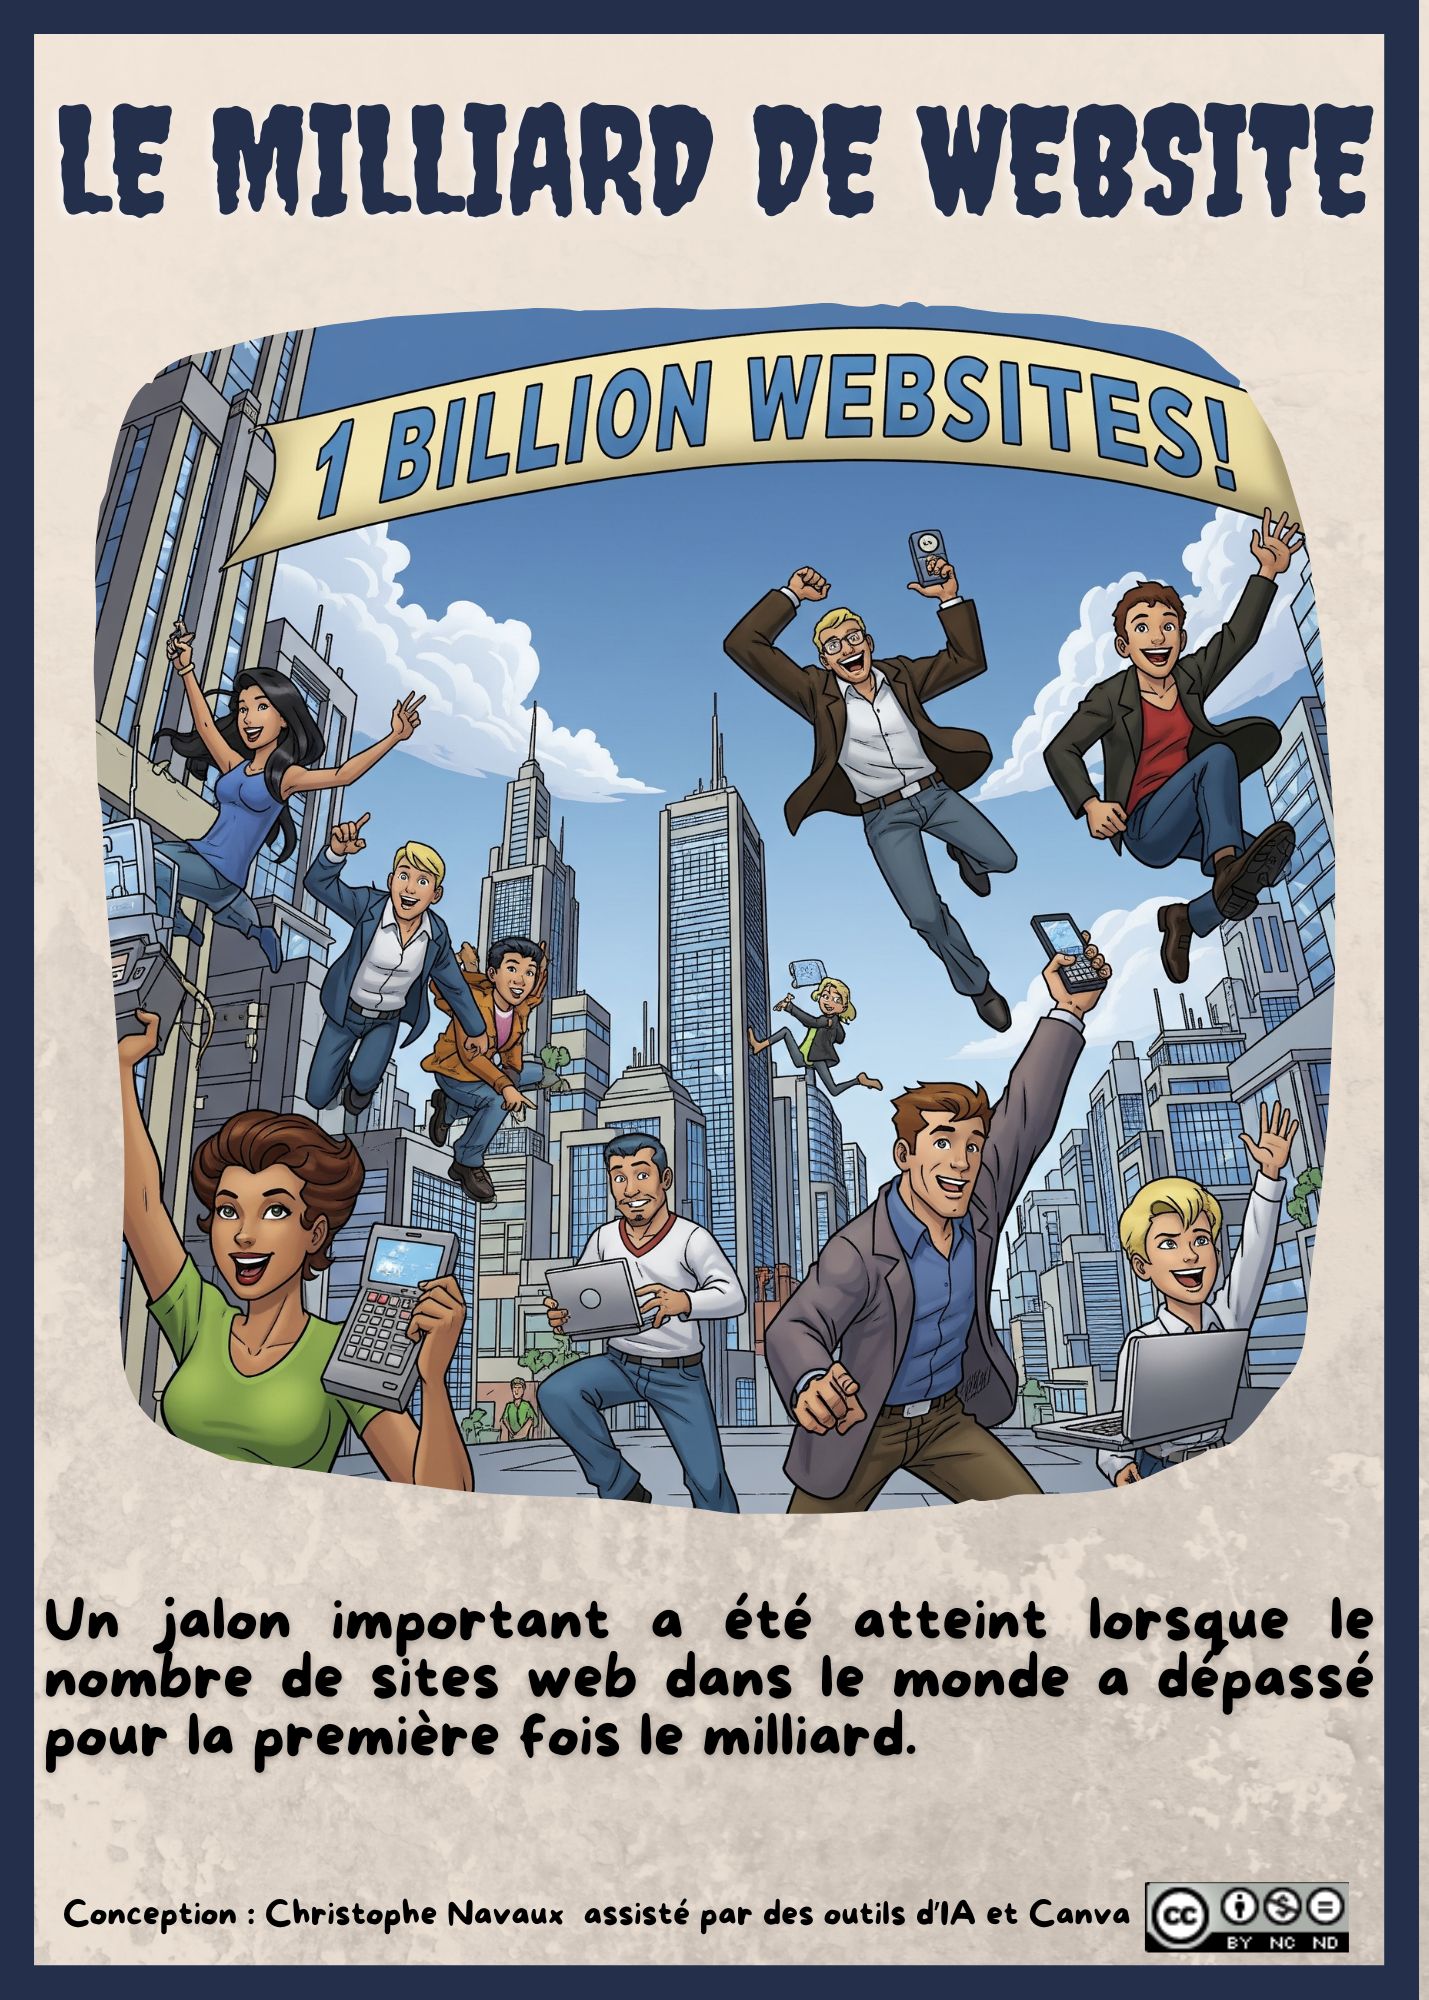 LE MILLIARD DE WEBSITE
1 BILLION WEBSITES!
Un jalon important a été atteint lorsque le
nombre de sites web dans le monde a dépassé
pour la première fois le milliard.
Conception : Christophe Navaux assisté par des outils d'IA et Canva
cc BY NC ND